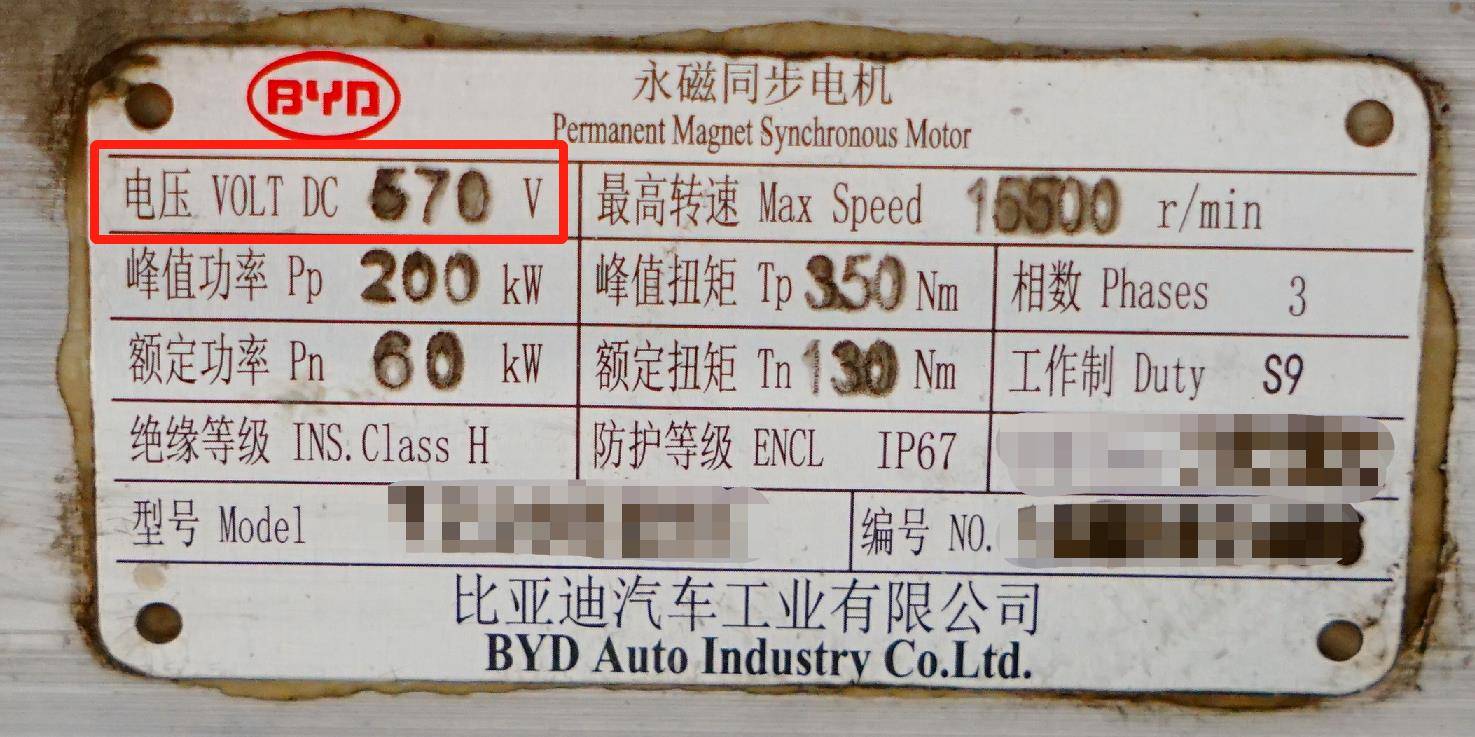 BYD
永磁同步电机
Permanent Magnet Synchronous Motor
电压 VOLT DC 570 V 最高转速 Max Speed 15500 r/min
峰值功率 Pp 200 kW 峰值扭矩 Tp 350 Nm 相数 Phases 3
额定功率 Pn 60 kW 额定扭矩 Tn 130 Nm 工作制 Duty S9
绝缘等级 INS.Class H 防护等级 ENCL IP67
型号 Model 编号 NO.
比亚迪汽车工业有限公司
BYD Auto Industry Co.Ltd.